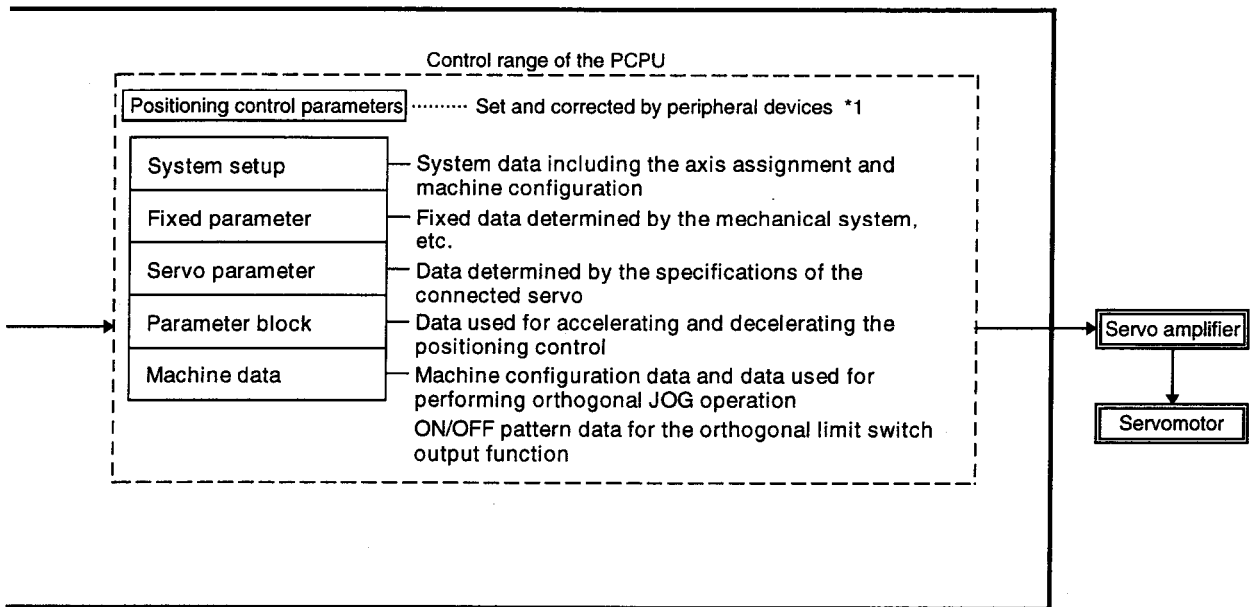 Control range of the PCPU
Positioning control parameters ·········· Set and corrected by peripheral devices *1
System setup
System data including the axis assignment and
machine configuration
Fixed parameter
Fixed data determined by the mechanical system,
etc.
Servo parameter
Data determined by the specifications of the
connected servo
Parameter block
Data used for accelerating and decelerating the
positioning control
Machine data
Machine configuration data and data used for
performing orthogonal JOG operation
ON/OFF pattern data for the orthogonal limit switch
output function
Servo amplifier
Servomotor